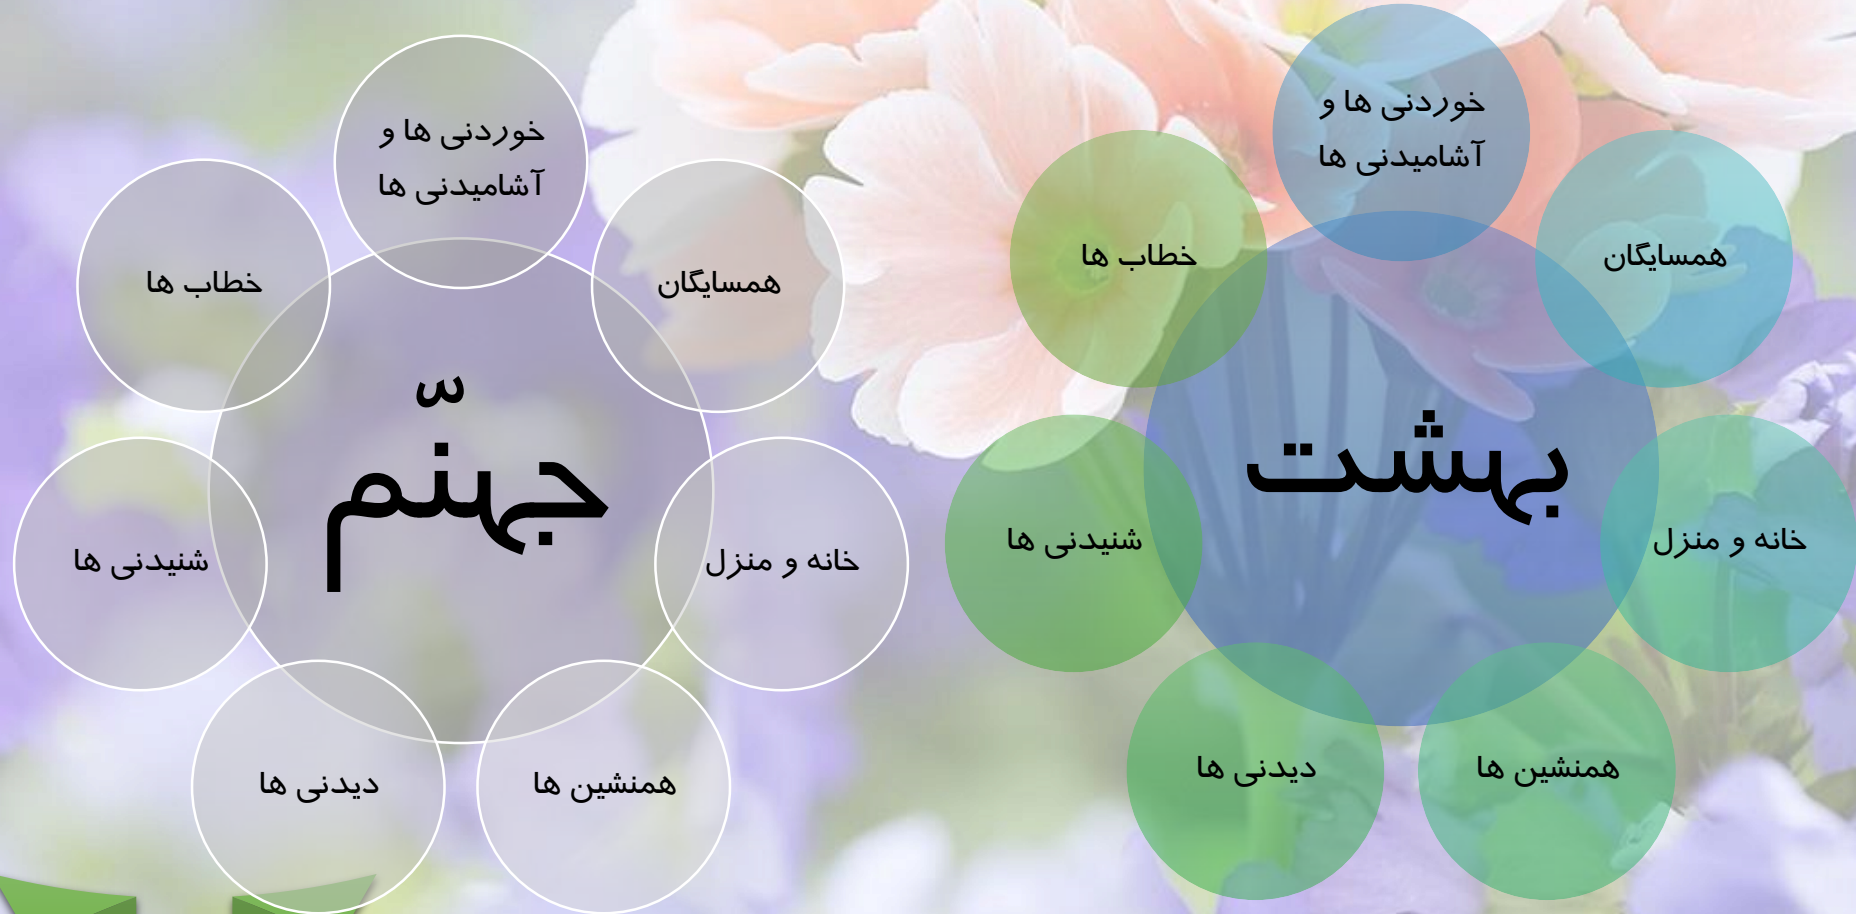 بهشت
خوردنی ها و
آشامیدنی ها
همسایگان
خانه و منزل
همنشین ها
دیدنی ها
شنیدنی ها
خطاب ها
جهنّم
خوردنی ها و
آشامیدنی ها
همسایگان
خانه و منزل
همنشین ها
دیدنی ها
شنیدنی ها
خطاب ها